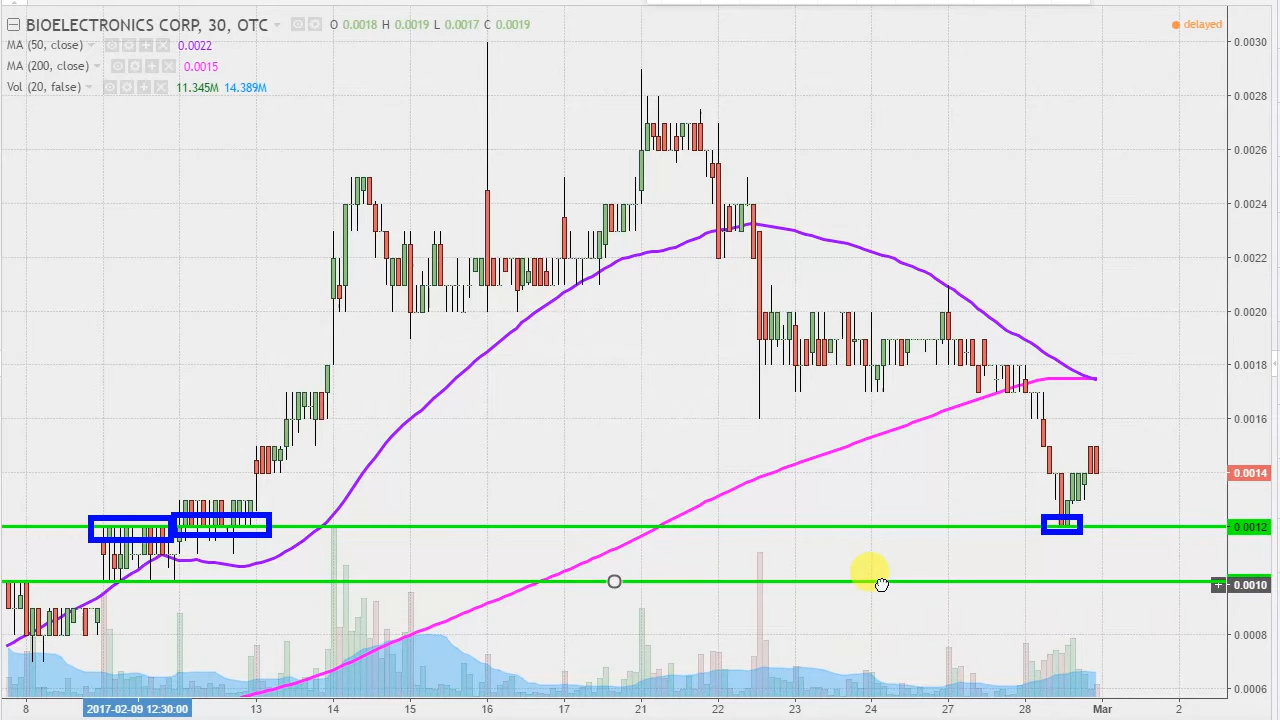 BIOELECTRONICS CORP, 30, OTC O 0.0018 H 0.0019 L 0.0017 C 0.0019 delayed
MA (50, close) 0.0022
MA (200, close) 0.0015
Vol (20, false) 11.345M 14.389M
0.0030
0.0028
0.0026
0.0024
0.0022
0.0020
0.0018
0.0016
0.0014
0.0012
0.0010
0.0008
0.0006
8 2017-02-09 12:30:00 13 14 15 16 17 21 22 23 24 27 28 Mar 2